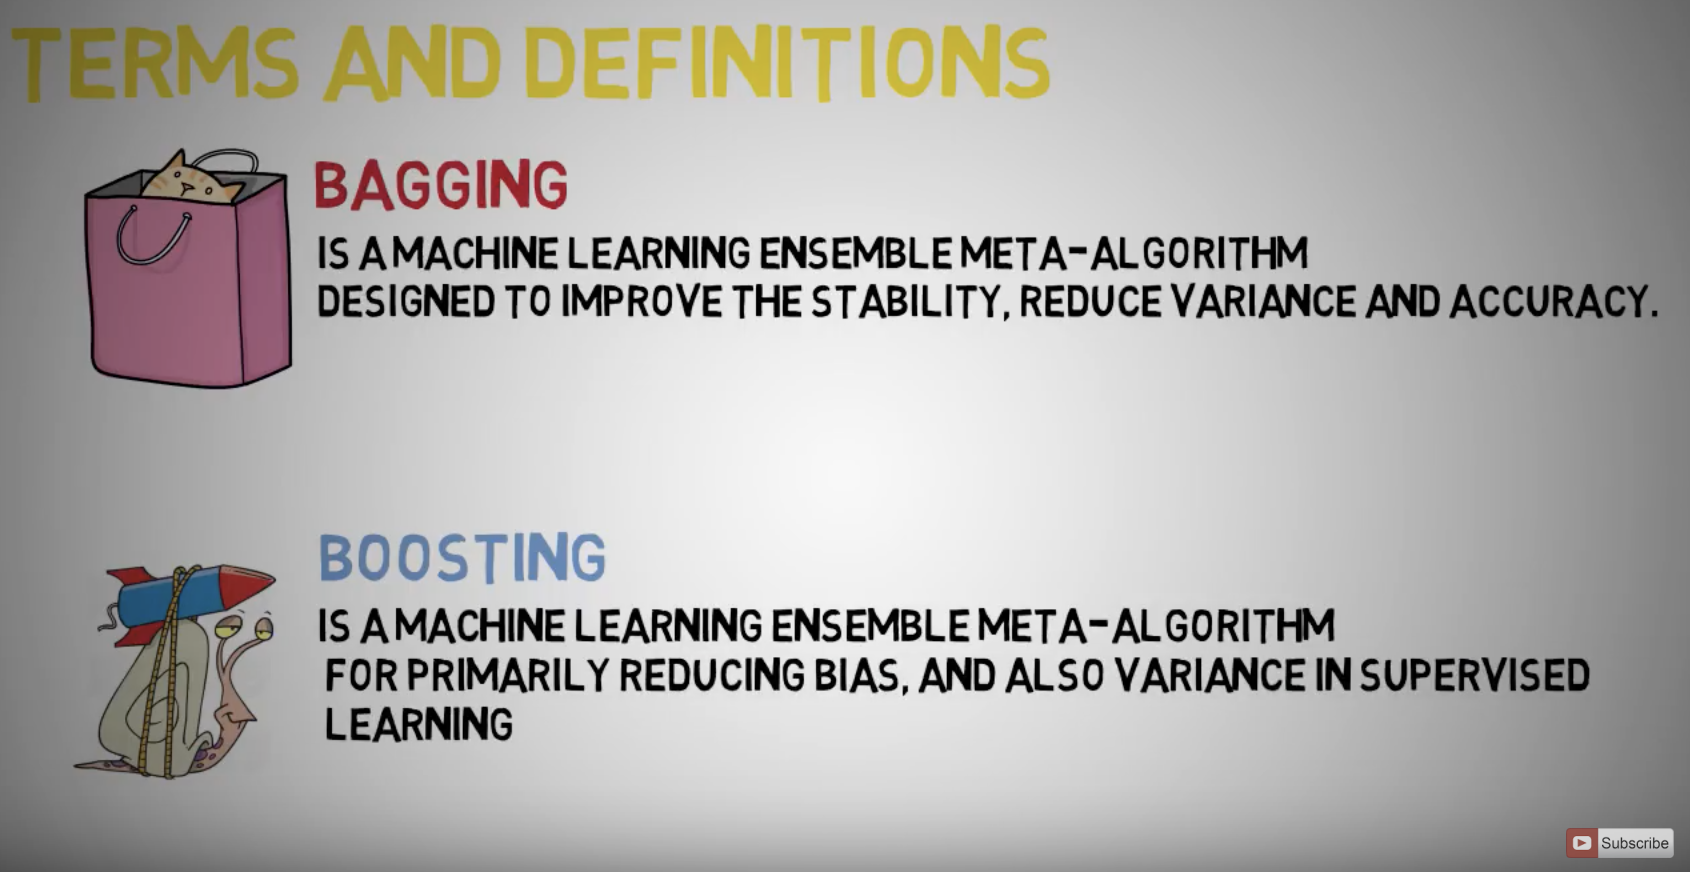 TERMS AND DEFINITIONS
BAGGING
IS A MACHINE LEARNING ENSEMBLE META-ALGORITHM
DESIGNED TO IMPROVE THE STABILITY, REDUCE VARIANCE AND ACCURACY.
BOOSTING
IS A MACHINE LEARNING ENSEMBLE META-ALGORITHM
FOR PRIMARILY REDUCING BIAS, AND ALSO VARIANCE IN SUPERVISED
LEARNING
Subscribe